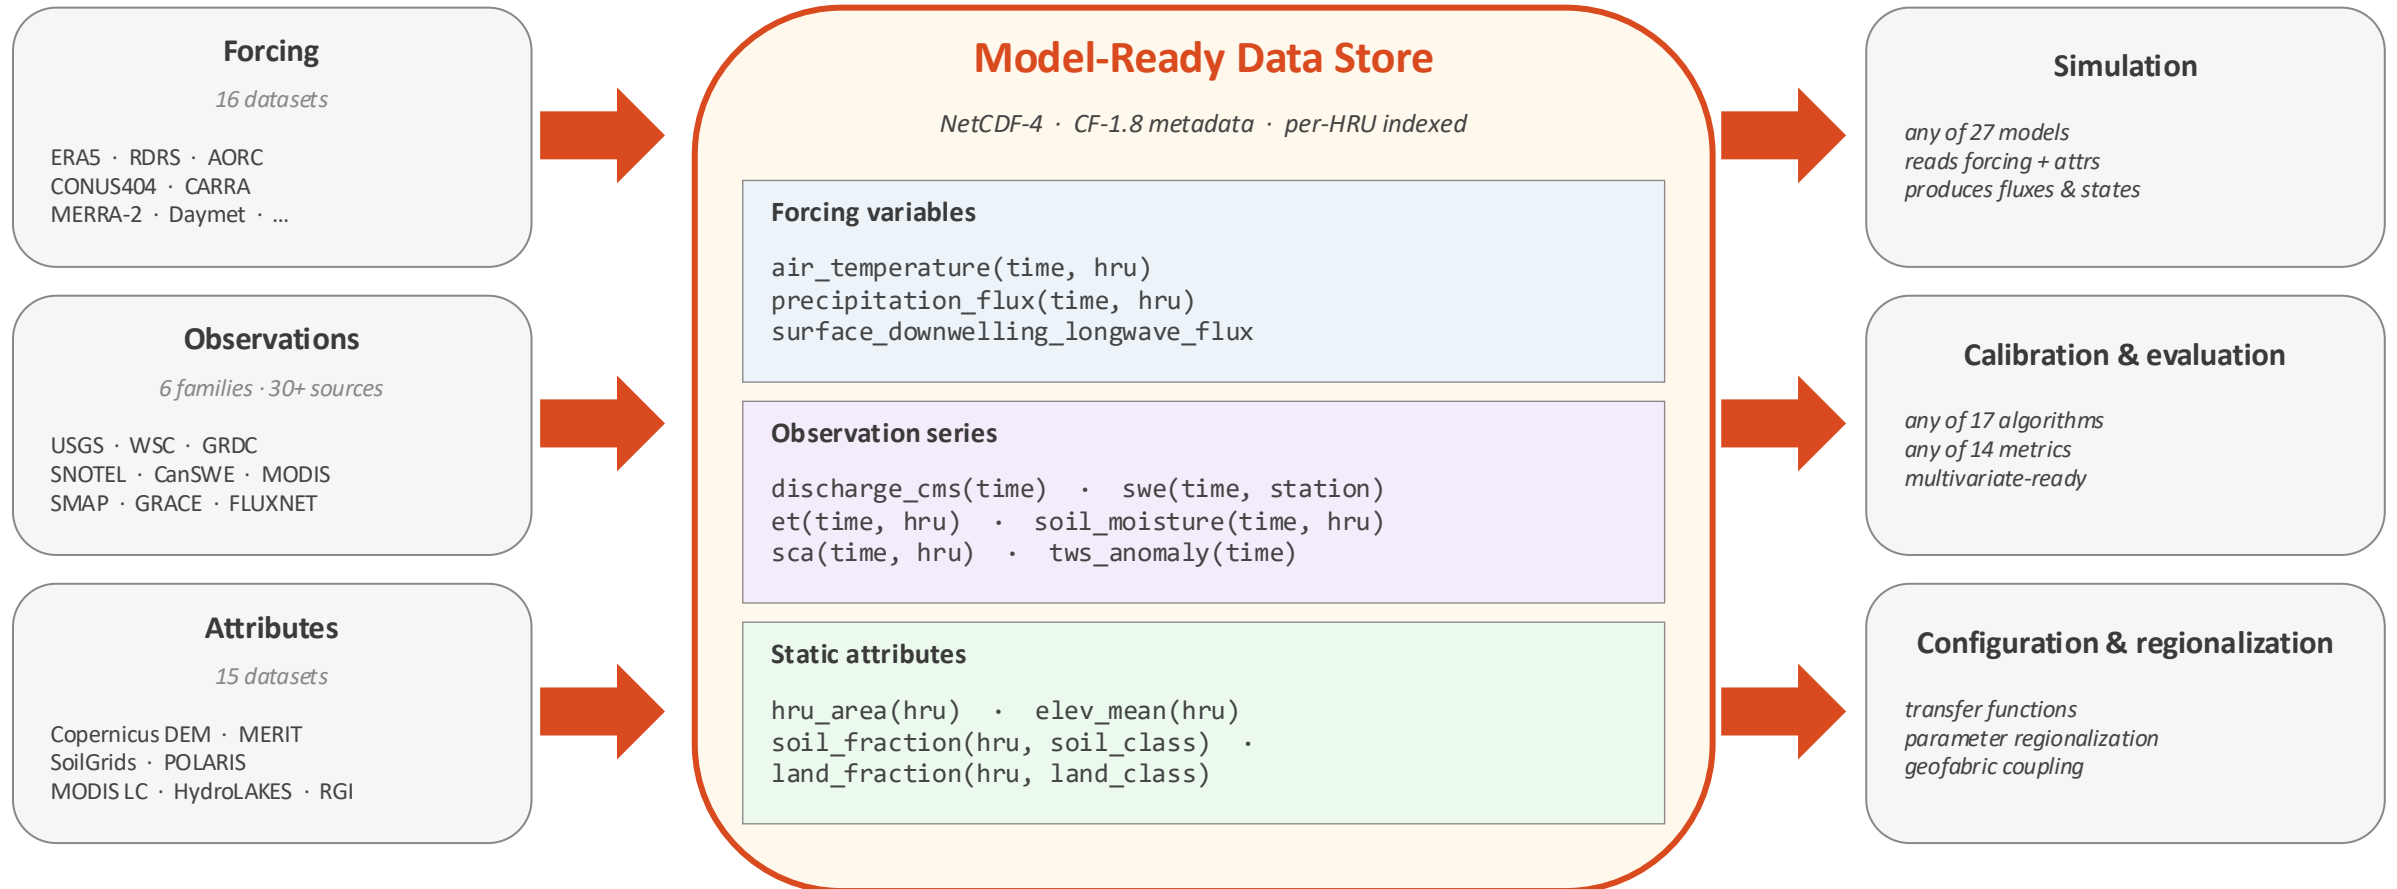 Forcing
16 datasets
ERA5 · RDRS · AORC
CONUS404 · CARRA
MERRA-2 · Daymet · ...
Observations
6 families · 30+ sources
USGS · WSC · GRDC
SNOTEL · CanSWE · MODIS
SMAP · GRACE · FLUXNET
Attributes
15 datasets
Copernicus DEM · MERIT
SoilGrids · POLARIS
MODIS LC · HydroLAKES · RGI
Model-Ready Data Store
NetCDF-4 · CF-1.8 metadata · per-HRU indexed
Forcing variables
air_temperature(time, hru)
precipitation_flux(time, hru)
surface_downwelling_longwave_flux
Observation series
discharge_cms(time) · swe(time, station)
et(time, hru) · soil_moisture(time, hru)
sca(time, hru) · tws_anomaly(time)
Static attributes
hru_area(hru) · elev_mean(hru)
soil_fraction(hru, soil_class) ·
land_fraction(hru, land_class)
Simulation
any of 27 models
reads forcing + attrs
produces fluxes & states
Calibration & evaluation
any of 17 algorithms
any of 14 metrics
multivariate-ready
Configuration & regionalization
transfer functions
parameter regionalization
geofabric coupling